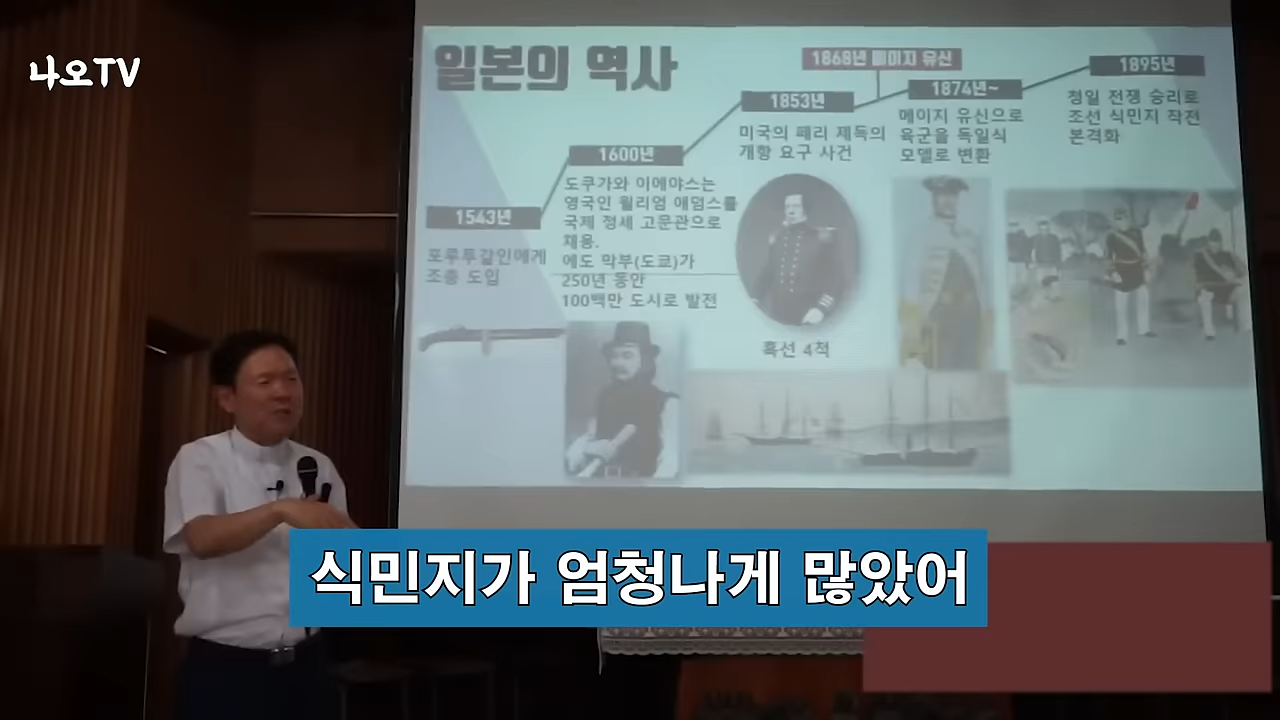 나오TV
일본의 역사
1543년
포루투갈인에게
조총 도입
1600년
도쿠가와 이에야스는
영국인 윌리엄 애덤스를
국제 정세 고문관으로
채용.
에도 막부(도쿄)가
250년 동안
100백만 도시로 발전
1853년
미국의 페리 제독의
개항 요구 사건
흑선 4척
1868년 메이지 유신
1874년~
메이지 유신으로
육군을 독일식
모델로 변환
1895년
청일 전쟁 승리로
조선 식민지 작전
본격화
식민지가 엄청나게 많았어